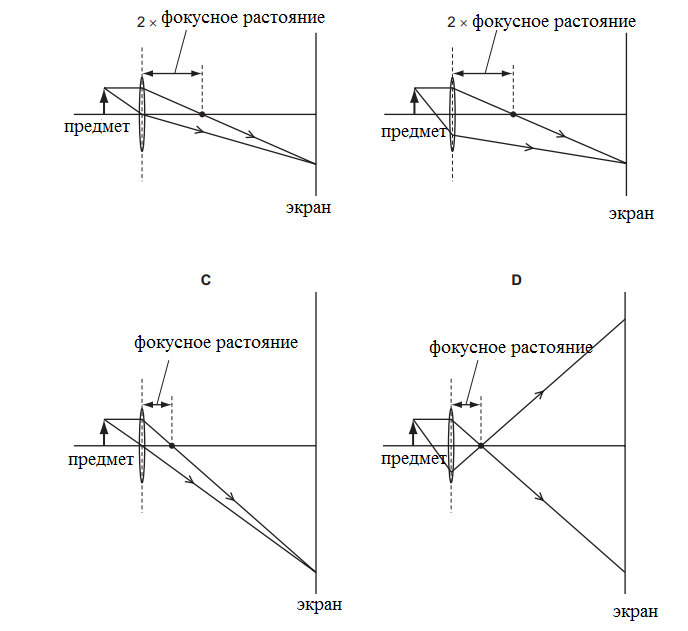 2 × фокусное растояние
2 × фокусное растояние
предмет
предмет
экран
экран
C
D
фокусное растояние
фокусное растояние
предмет
предмет
экран
экран